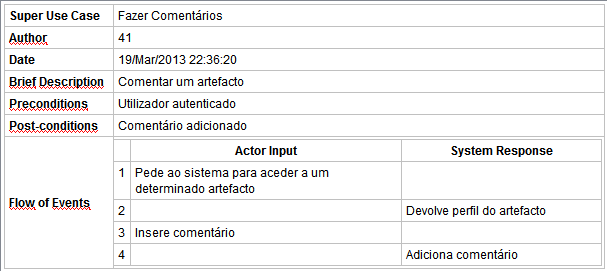 Super Use Case Fazer Comentários
Author 41
Date 19/Mar/2013 22:36:20
Brief Description Comentar um artefacto
Preconditions Utilizador autenticado
Post-conditions Comentário adicionado
Flow of Events
Actor Input System Response
1 Pede ao sistema para aceder a um
determinado artefacto
2 Devolve perfil do artefacto
3 Insere comentário
4 Adiciona comentário